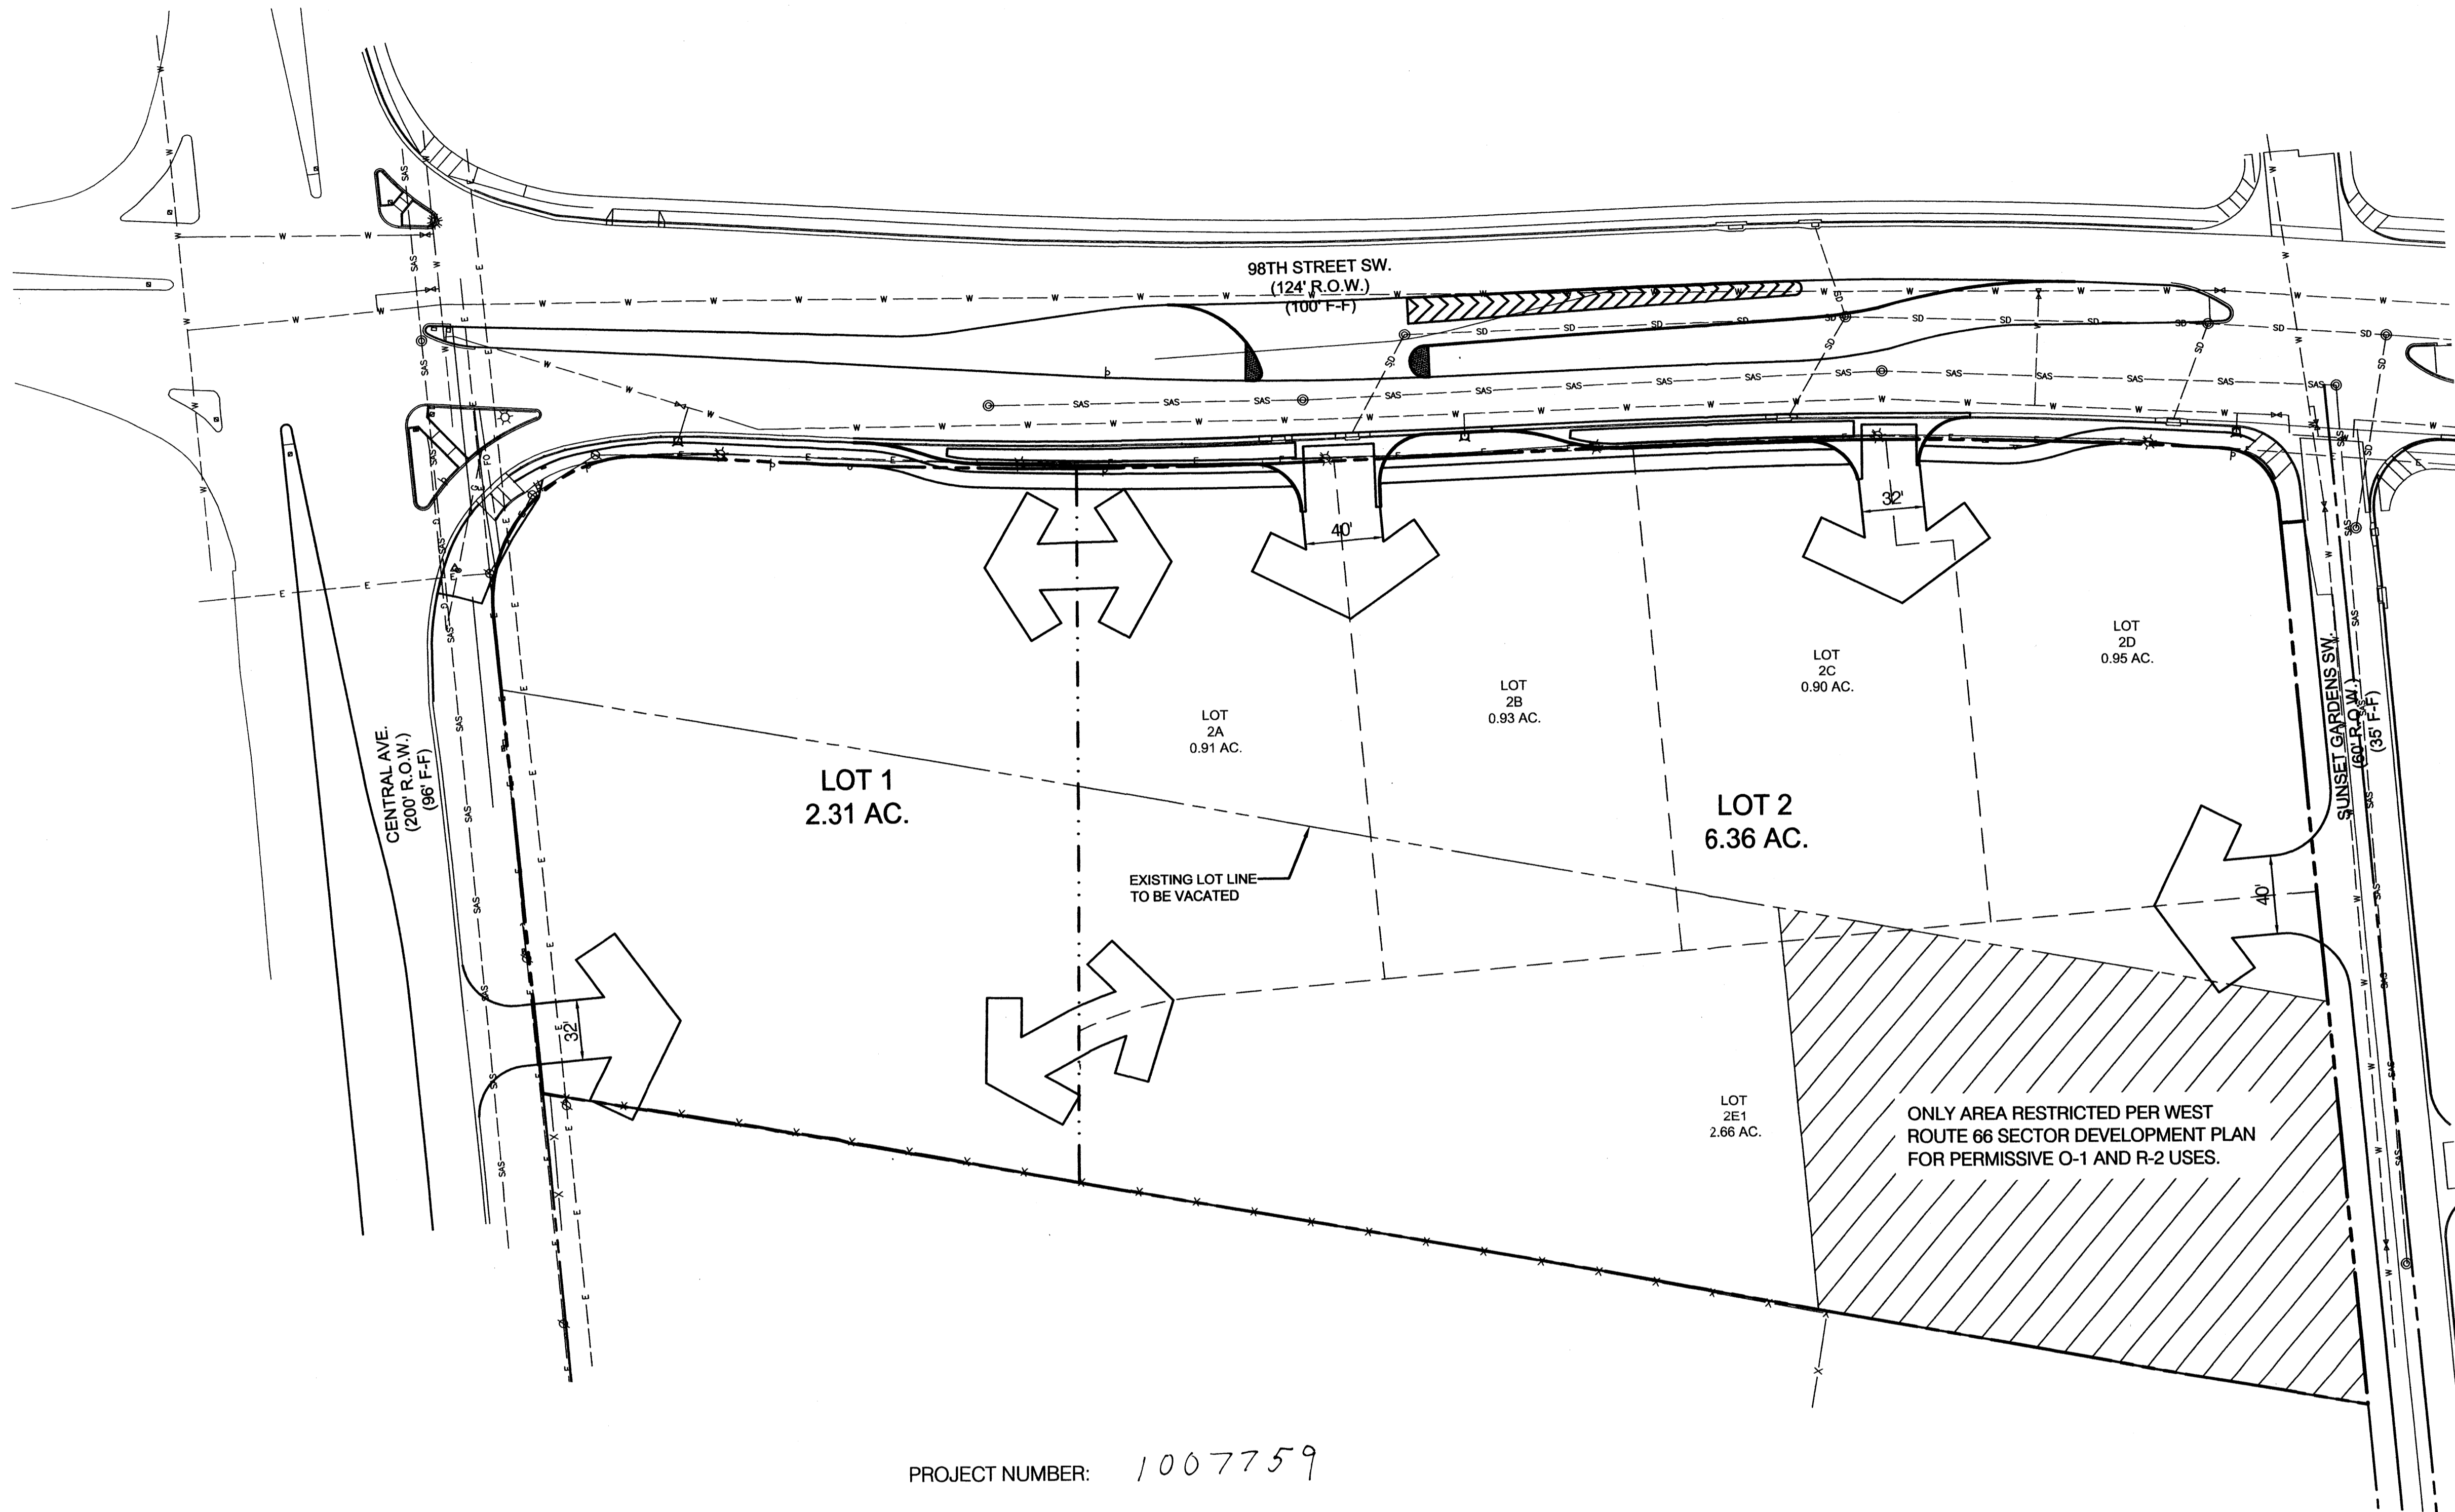 98TH STREET SW.
(124' R.O.W.)
(100' F-F)
40'
32'
LOT
2D
0.95 AC.
LOT
2C
0.90 AC.
LOT
2B
0.93 AC.
LOT
2A
0.91 AC.
CENTRAL AVE.
(200' R.O.W.)
(96' F-F)
SUNSET GARDENS SW.
(60' R.O.W.)
(35' F-F)
LOT 1
2.31 AC.
LOT 2
6.36 AC.
EXISTING LOT LINE
TO BE VACATED
40'
32'
LOT
2E1
2.66 AC.
ONLY AREA RESTRICTED PER WEST
ROUTE 66 SECTOR DEVELOPMENT PLAN
FOR PERMISSIVE O-1 AND R-2 USES.
PROJECT NUMBER: 1007759